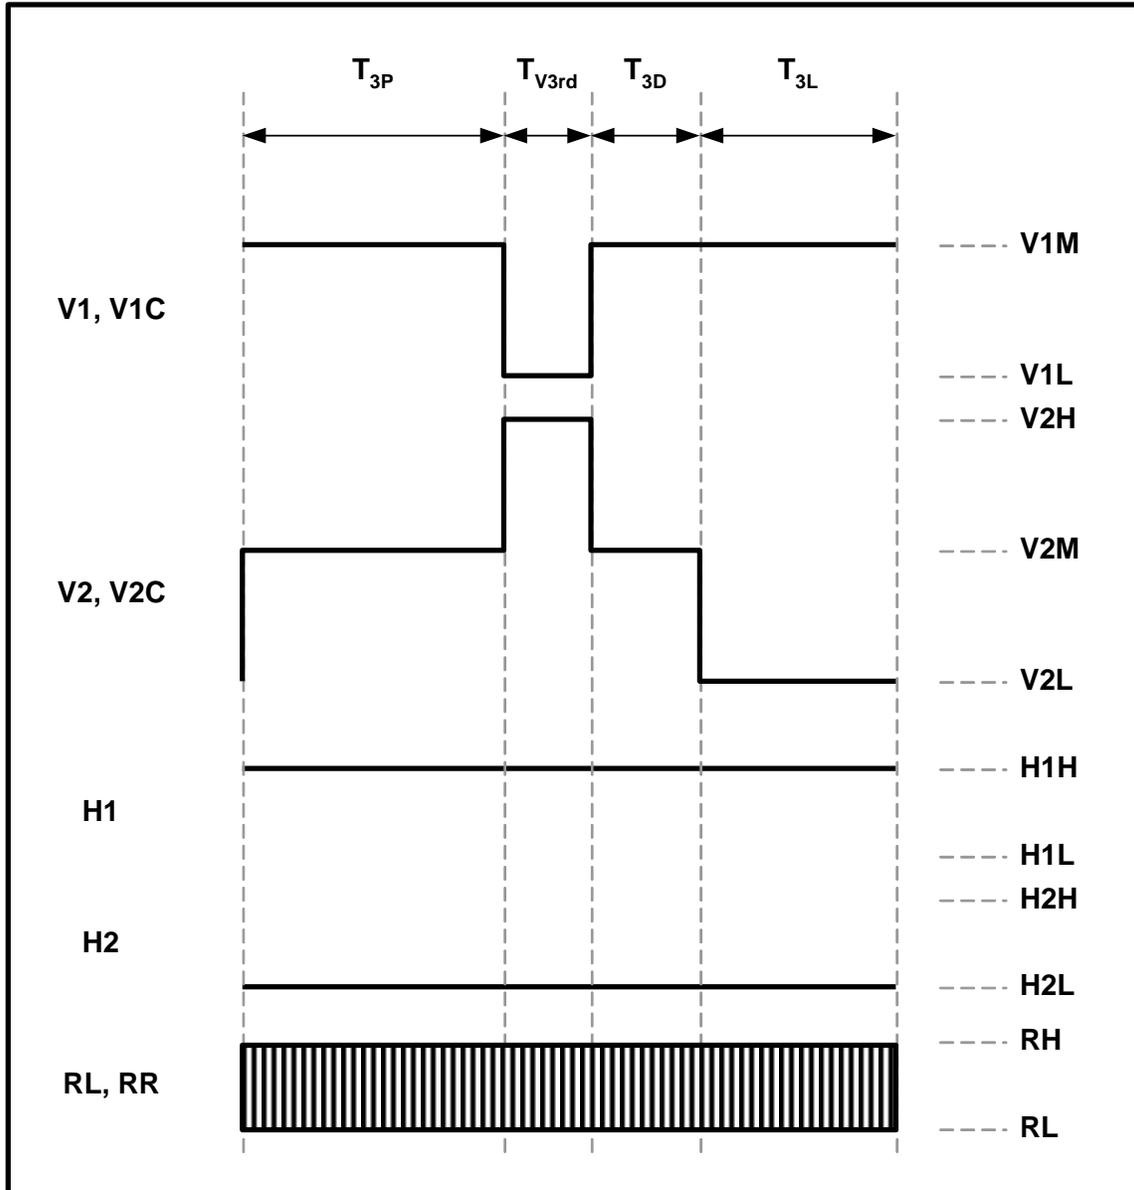 T3P TV3rd T3D T3L
V1M
V1, V1C
V1L
V2H
V2M
V2, V2C
V2L
H1H
H1
H1L
H2H
H2
H2L
RH
RL, RR
RL